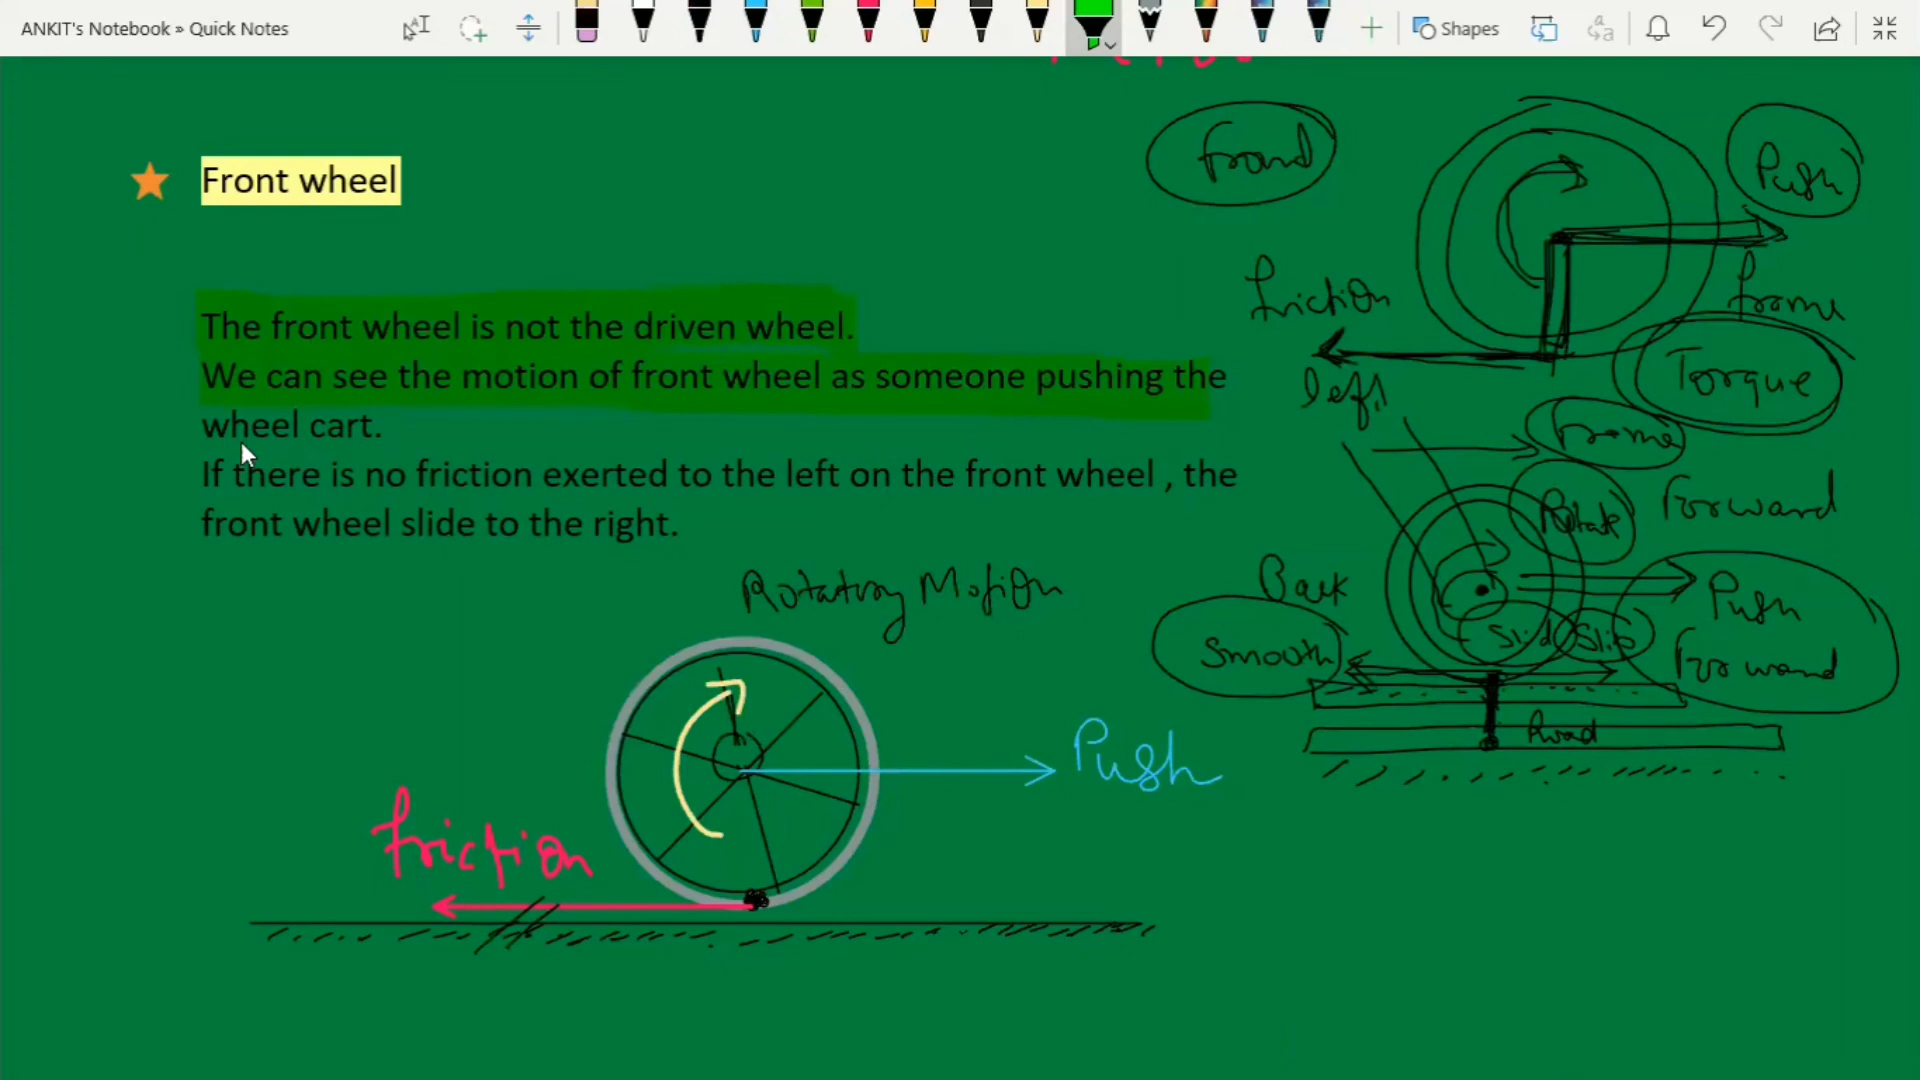 ANKIT's Notebook » Quick Notes
Shapes
Front wheel
The front wheel is not the driven wheel.
We can see the motion of front wheel as someone pushing the
wheel cart.
If there is no friction exerted to the left on the front wheel , the
front wheel slide to the right.
Push
friction
frame
left
Torque
frame
Rotate
Forward
Back
Push
Forward
Slid
Slip
Smooth
Road
Rotatory Motion
Push
friction